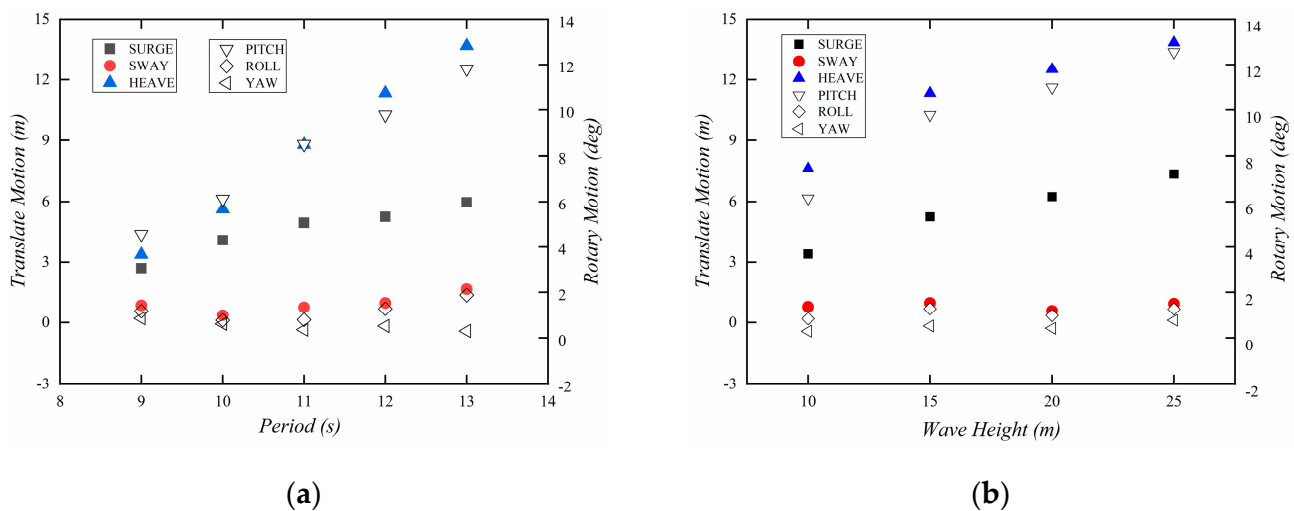 15
12
9
6
3
0
-3
Translate Motion (m)
SURGE
SWAY
HEAVE
PITCH
ROLL
YAW
14
12
10
8
6
4
2
0
-2
Rotary Motion (deg)
8
9
10
11
12
13
14
Period (s)
(a)
15
12
9
6
3
0
-3
Translate Motion (m)
SURGE
SWAY
HEAVE
PITCH
ROLL
YAW
14
12
10
8
6
4
2
0
-2
Rotary Motion (deg)
10
15
20
25
Wave Height (m)
(b)